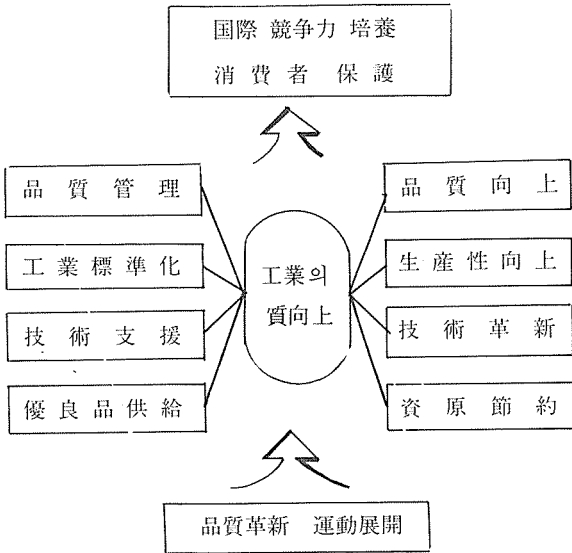 国際 競争力 培養
消費者 保護
品質管理
工業標準化
技術支援
優良品供給
工業의
質向上
品質向上
生産性向上
技術革新
資原節約
品質革新 運動展開